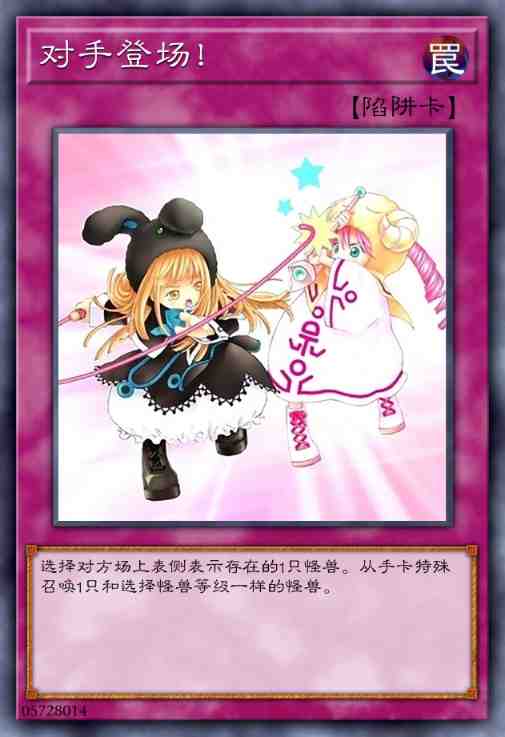 对手登场!
罠
【陷阱卡】
选择对方场上表侧表示存在的1只怪兽。从手卡特殊
召唤1只和选择怪兽等级一样的怪兽。
05728014